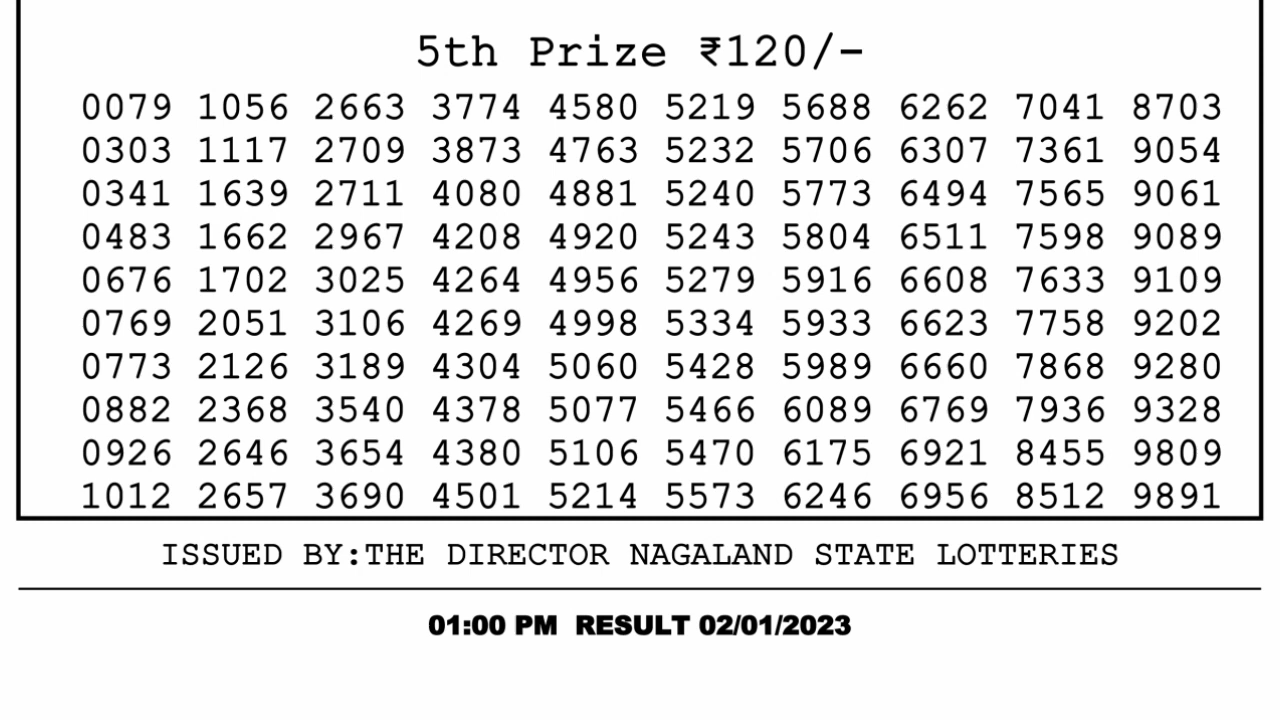 5th Prize ₹120/-
0079 1056 2663 3774 4580 5219 5688 6262 7041 8703
0303 1117 2709 3873 4763 5232 5706 6307 7361 9054
0341 1639 2711 4080 4881 5240 5773 6494 7565 9061
0483 1662 2967 4208 4920 5243 5804 6511 7598 9089
0676 1702 3025 4264 4956 5279 5916 6608 7633 9109
0769 2051 3106 4269 4998 5334 5933 6623 7758 9202
0773 2126 3189 4304 5060 5428 5989 6660 7868 9280
0882 2368 3540 4378 5077 5466 6089 6769 7936 9328
0926 2646 3654 4380 5106 5470 6175 6921 8455 9809
1012 2657 3690 4501 5214 5573 6246 6956 8512 9891
ISSUED BY:THE DIRECTOR NAGALAND STATE LOTTERIES
01:00 PM RESULT 02/01/2023